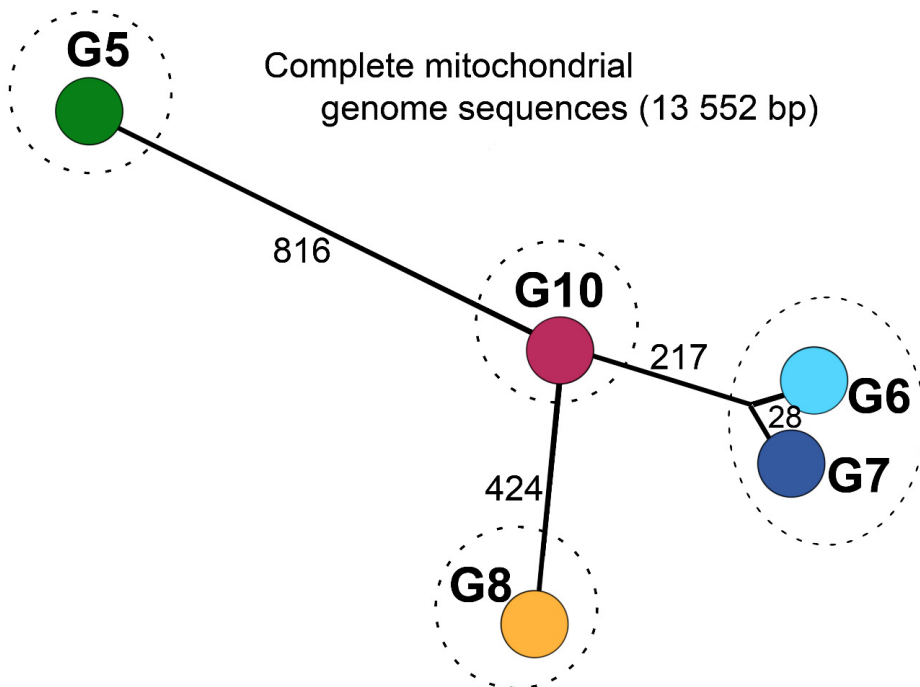 G5
Complete mitochondrial
genome sequences (13 552 bp)
816
G10
217
G6
28
G7
424
G8